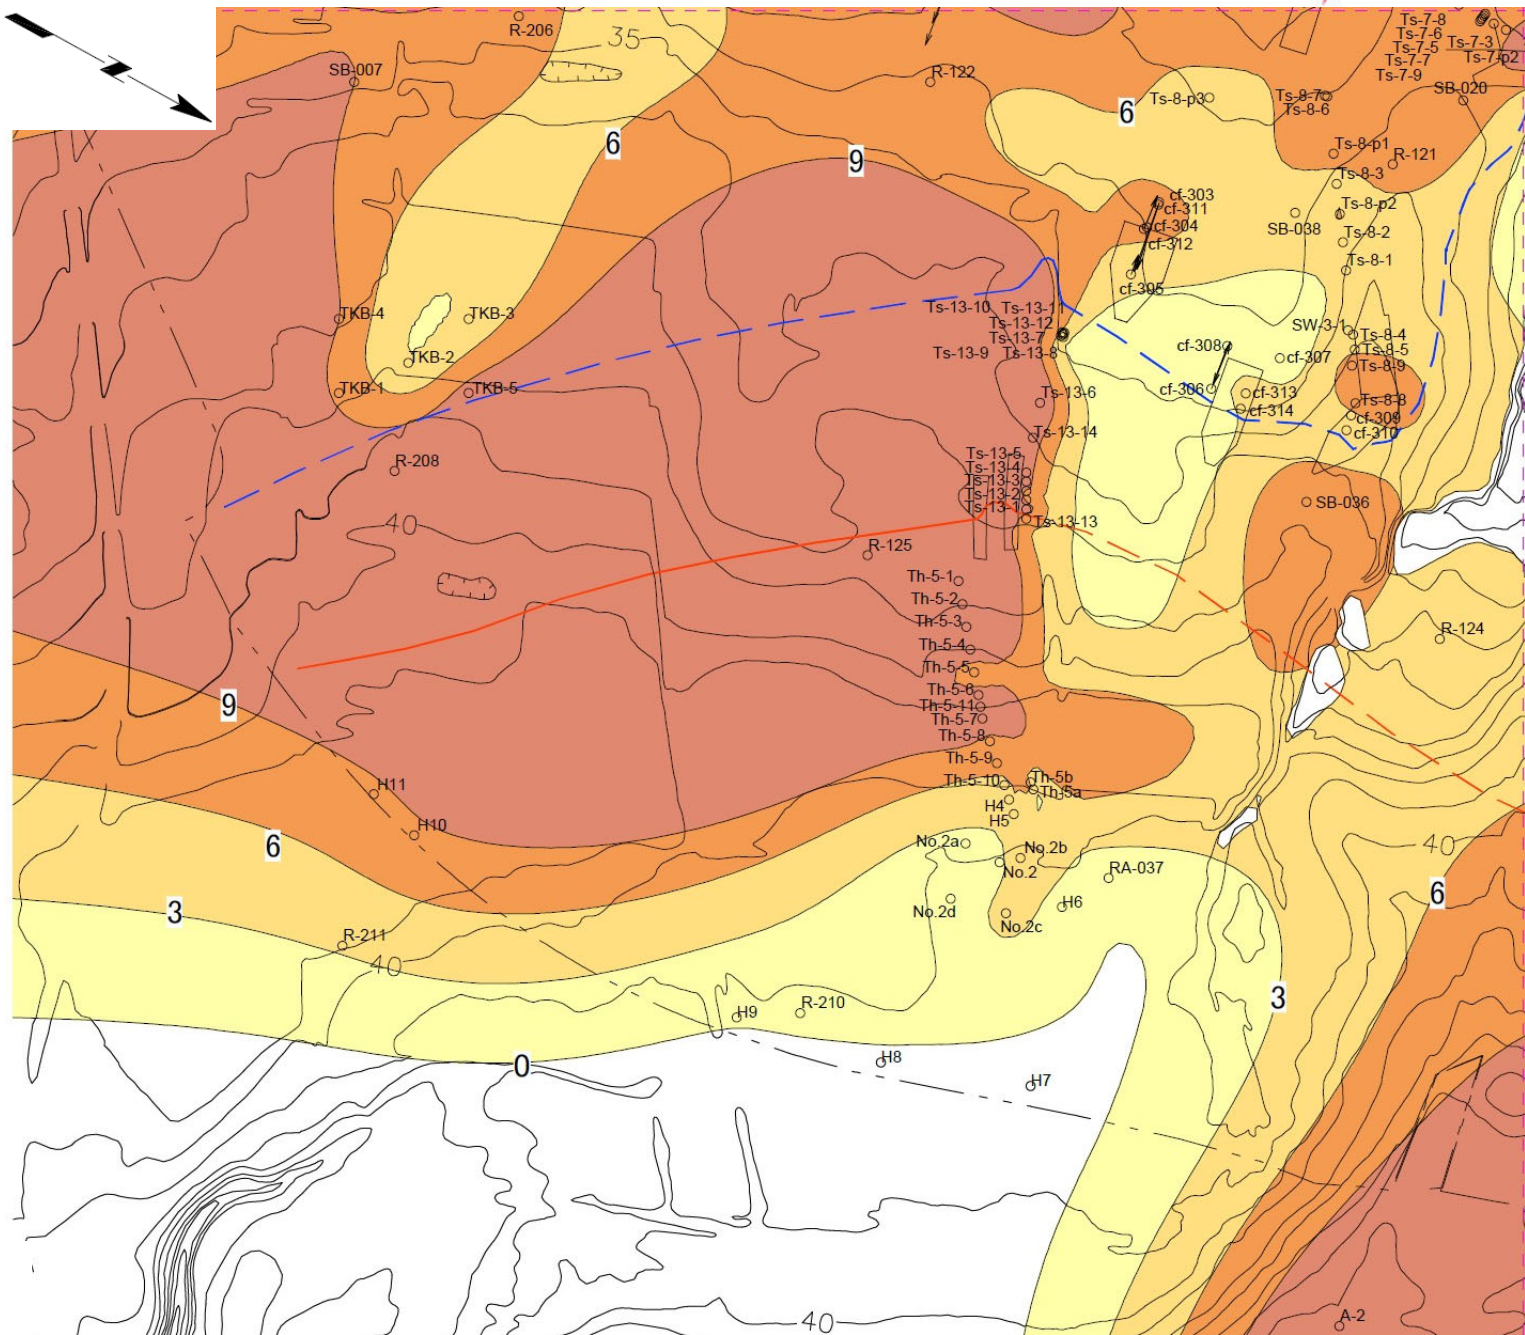 R-206
35
SB-007
R-122
Ts-7-8
Ts-7-6
Ts-7-5
Ts-7-3
Ts-7-7
Ts-7-p2
Ts-7-9
SB-020
6
Ts-8-p3
Ts-8-7
Ts-8-6
6
9
Ts-8-p1
R-121
Ts-8-3
cf-303
cf-311
Ts-8-p2
cf-304
SB-038
Ts-8-2
cf-312
Ts-8-1
cf-305
TKB-4
TKB-3
Ts-13-10
Ts-13-11
Ts-13-12
Ts-13-7
Ts-13-9
Ts-13-8
SW-3-1
Ts-8-4
cf-308
Ts-8-5
cf-307
TKB-2
Ts-8-9
TKB-1
TKB-5
Ts-13-6
cf-306
cf-313
cf-314
Ts-8-8
cf-309
cf-310
Ts-13-14
R-208
Ts-13-5
Ts-13-4
Ts-13-3
Ts-13-2
Ts-13-1
Ts-13-13
SB-036
40
R-125
Th-5-1
Th-5-2
Th-5-3
R-124
Th-5-4
Th-5-5
Th-5-6
Th-5-11
9
Th-5-7
Th-5-8
Th-5-9
Th-5-10
Th-5b
Th-5a
H11
H4
H5
H10
6
No.2a
No.2b
No.2
RA-037
40
6
3
No.2d
No.2c
H6
R-211
40
3
H9
R-210
0
H8
H7
40
A-2